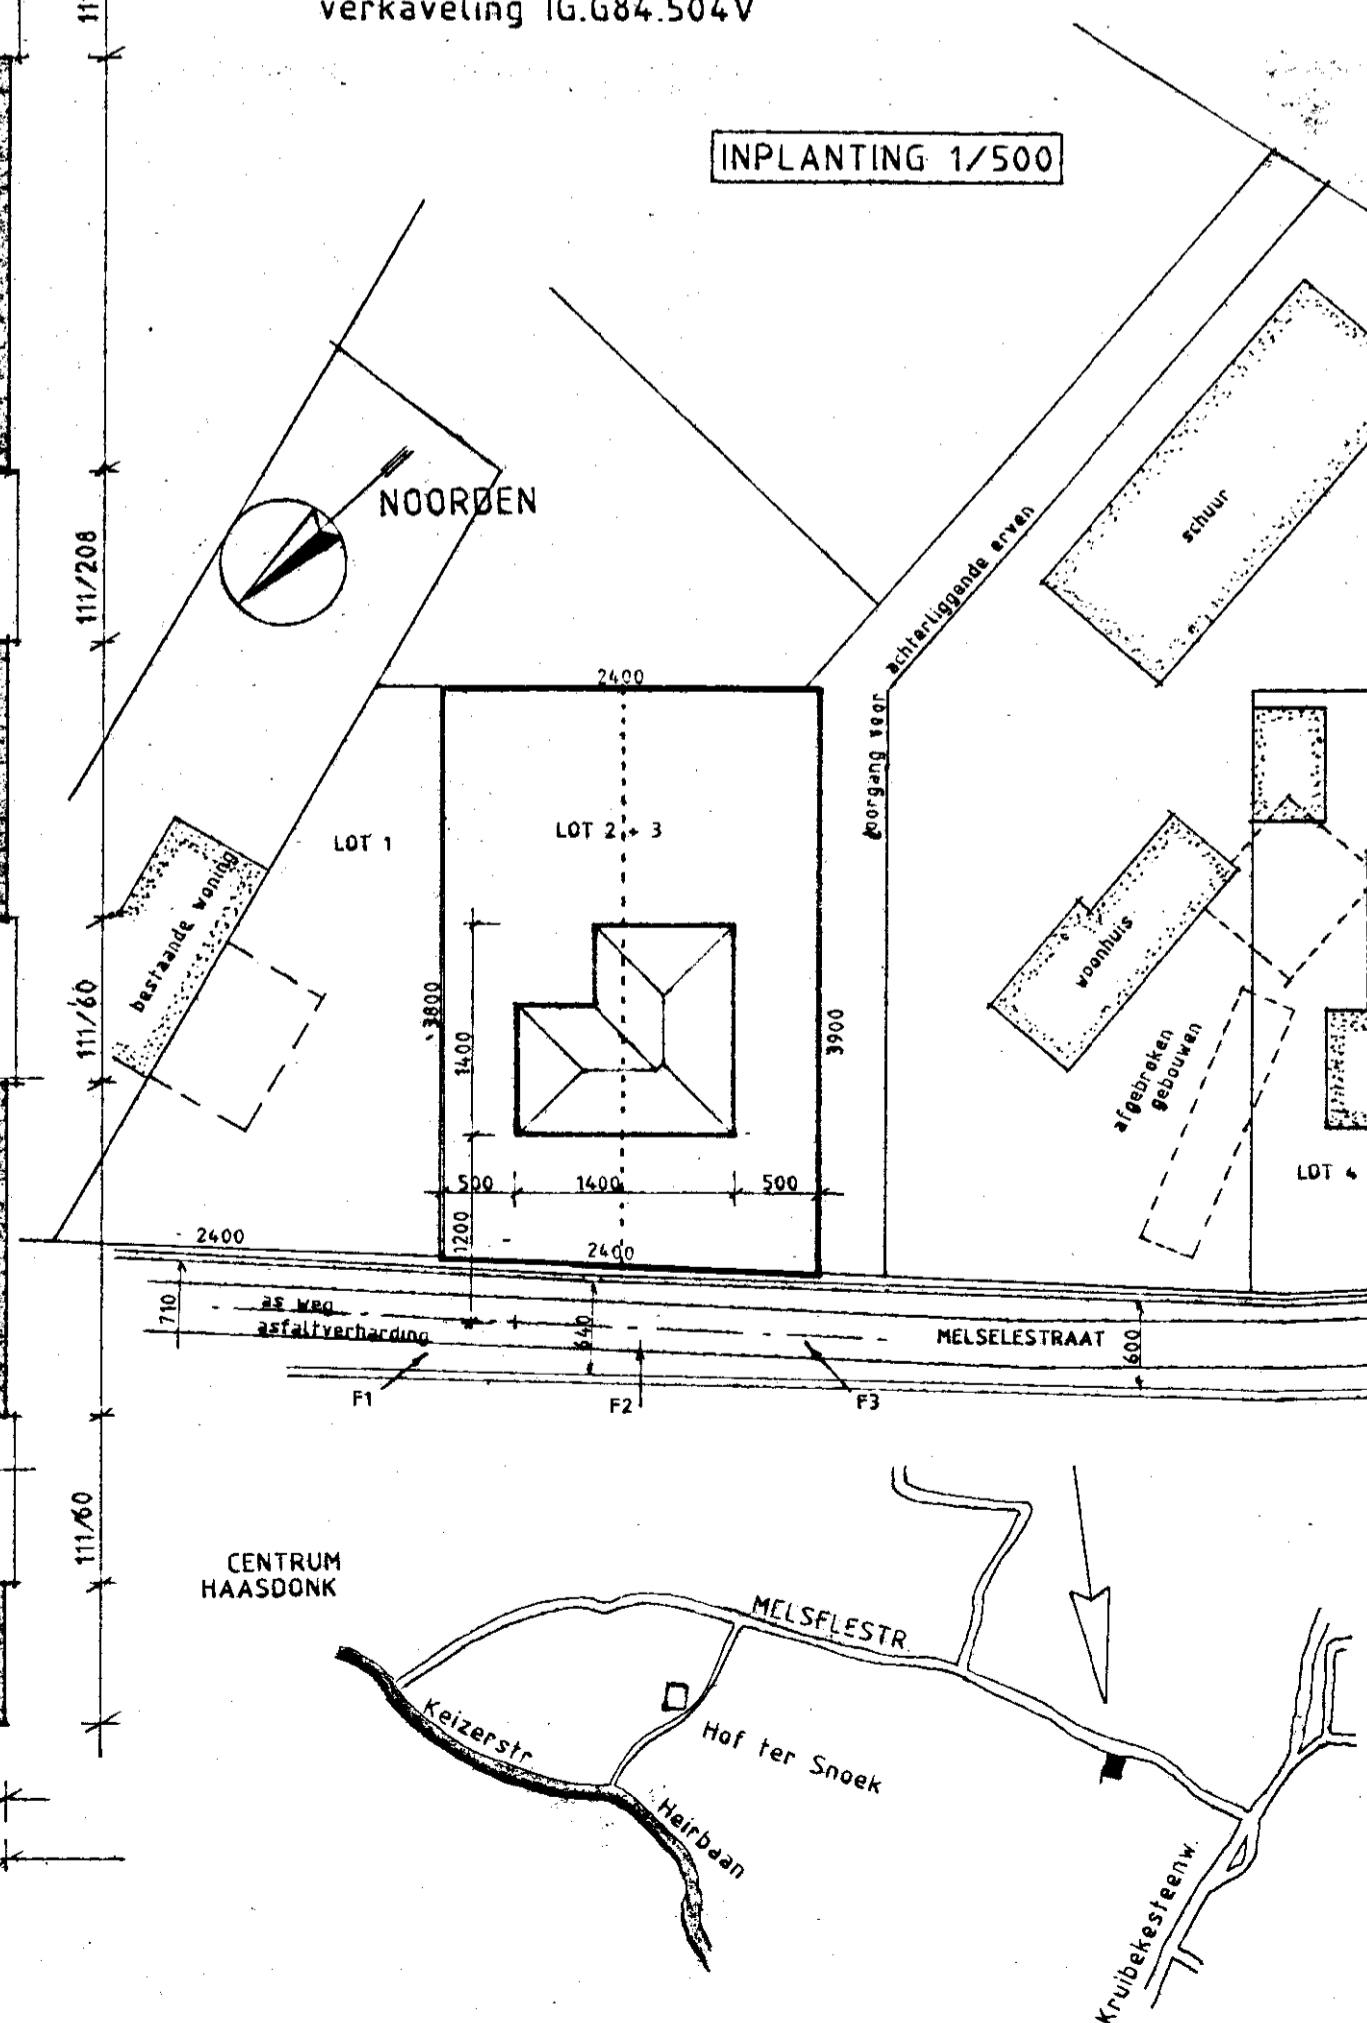 verkaveling IG.G84.504V
INPLANTING 1/500
NOORDEN
111/208
achterliggende erven
doorgang voor
schuur
2400
LOT 1
LOT 2 + 3
bestaande woning
woonhuis
3800
1400
3900
111/60
afgebroken
gebouwen
500
1400
500
LOT 4
1200
2400
2400
710
as weg
asfaltverharding
640
MELSELESTRAAT
600
F1
F2
F3
111/60
CENTRUM
HAASDONK
MELSELESTR.
Keizerstr.
Hof ter Snoek
Heirbaan
Kruibekesteenw.